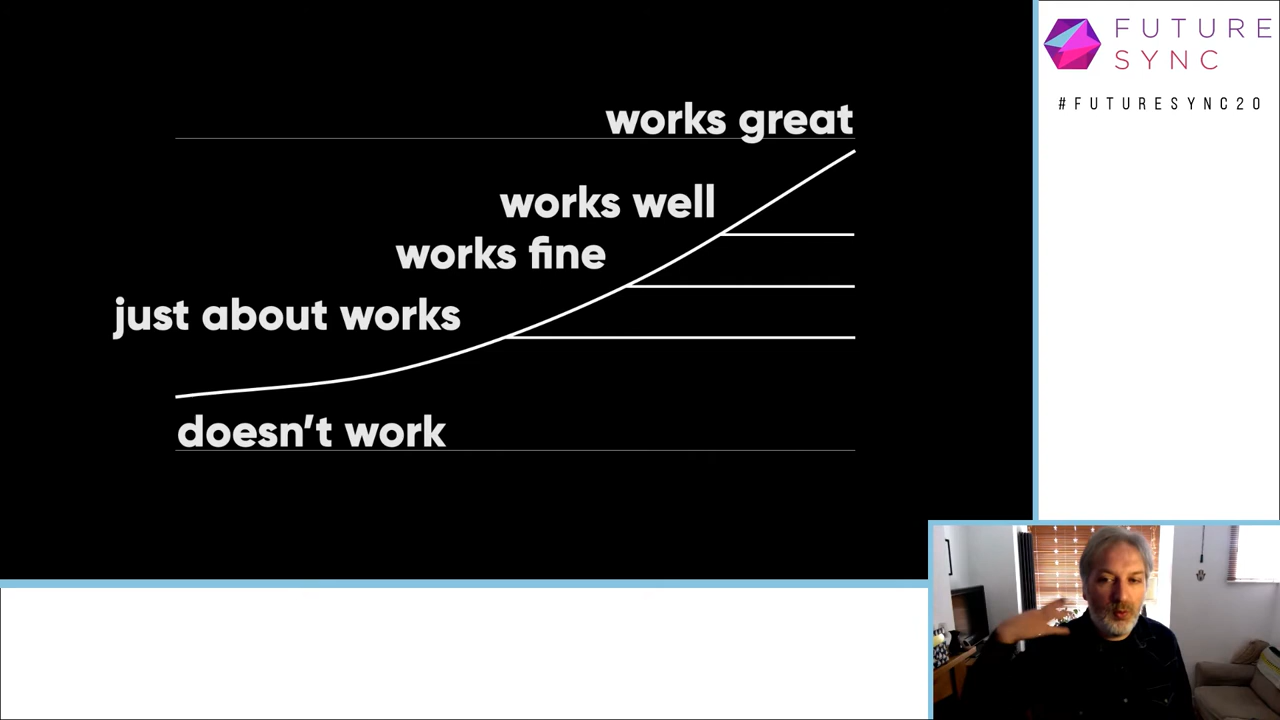 works great
works well
works fine
just about works
doesn’t work
FUTURE
SYNC
#FUTURESYNC20